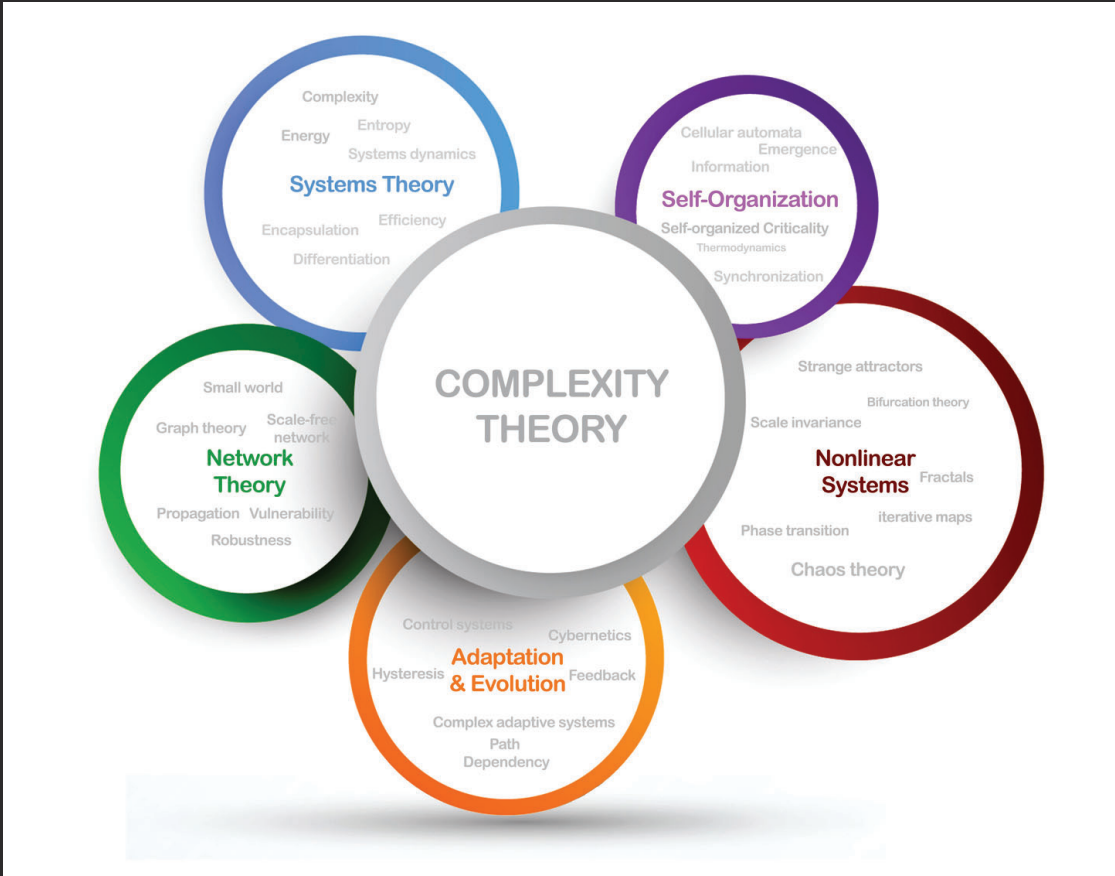 Complexity
Entropy
Energy
Systems dynamics
Systems Theory
Efficiency
Encapsulation
Differentiation
Cellular automata
Emergence
Information
Self-Organization
Self-organized Criticality
Thermodynamics
Synchronization
COMPLEXITY
THEORY
Small world
Scale-free
Graph theory
network
Network
Theory
Propagation Vulnerability
Robustness
Strange attractors
Bifurcation theory
Scale invariance
Nonlinear
Systems
Fractals
iterative maps
Phase transition
Chaos theory
Control systems
Cybernetics
Adaptation
& Evolution
Hysteresis
Feedback
Complex adaptive systems
Path
Dependency